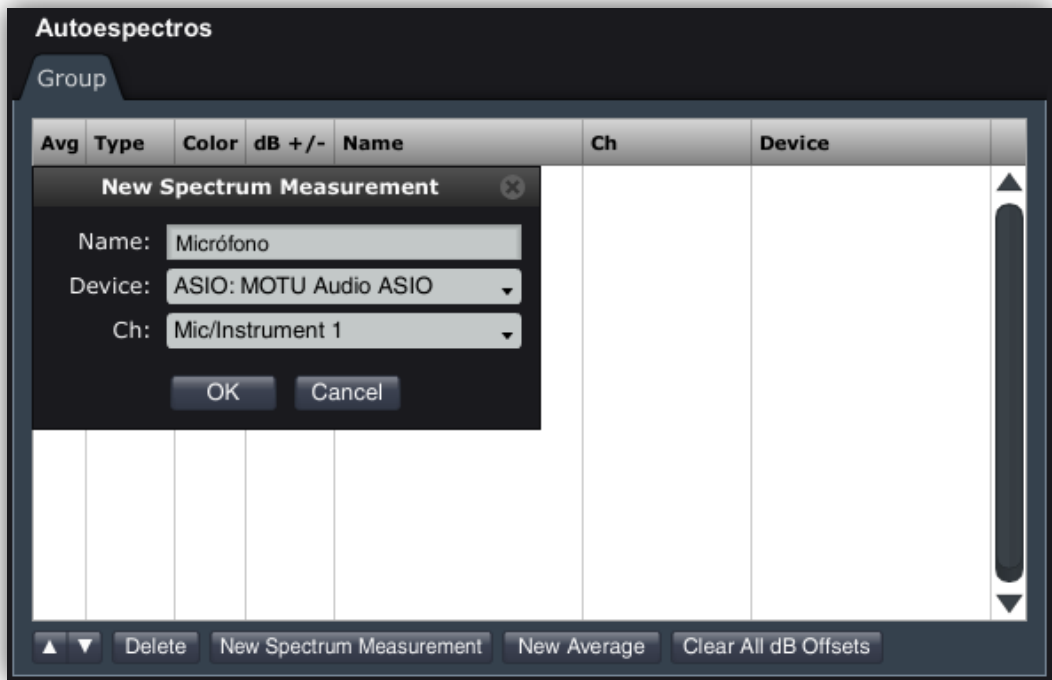 Autoespectros
Group
Avg Type Color dB +/- Name Ch Device
New Spectrum Measurement
Name: Micrófono
Device: ASIO: MOTU Audio ASIO
Ch: Mic/Instrument 1
OK Cancel
Delete New Spectrum Measurement New Average Clear All dB Offsets